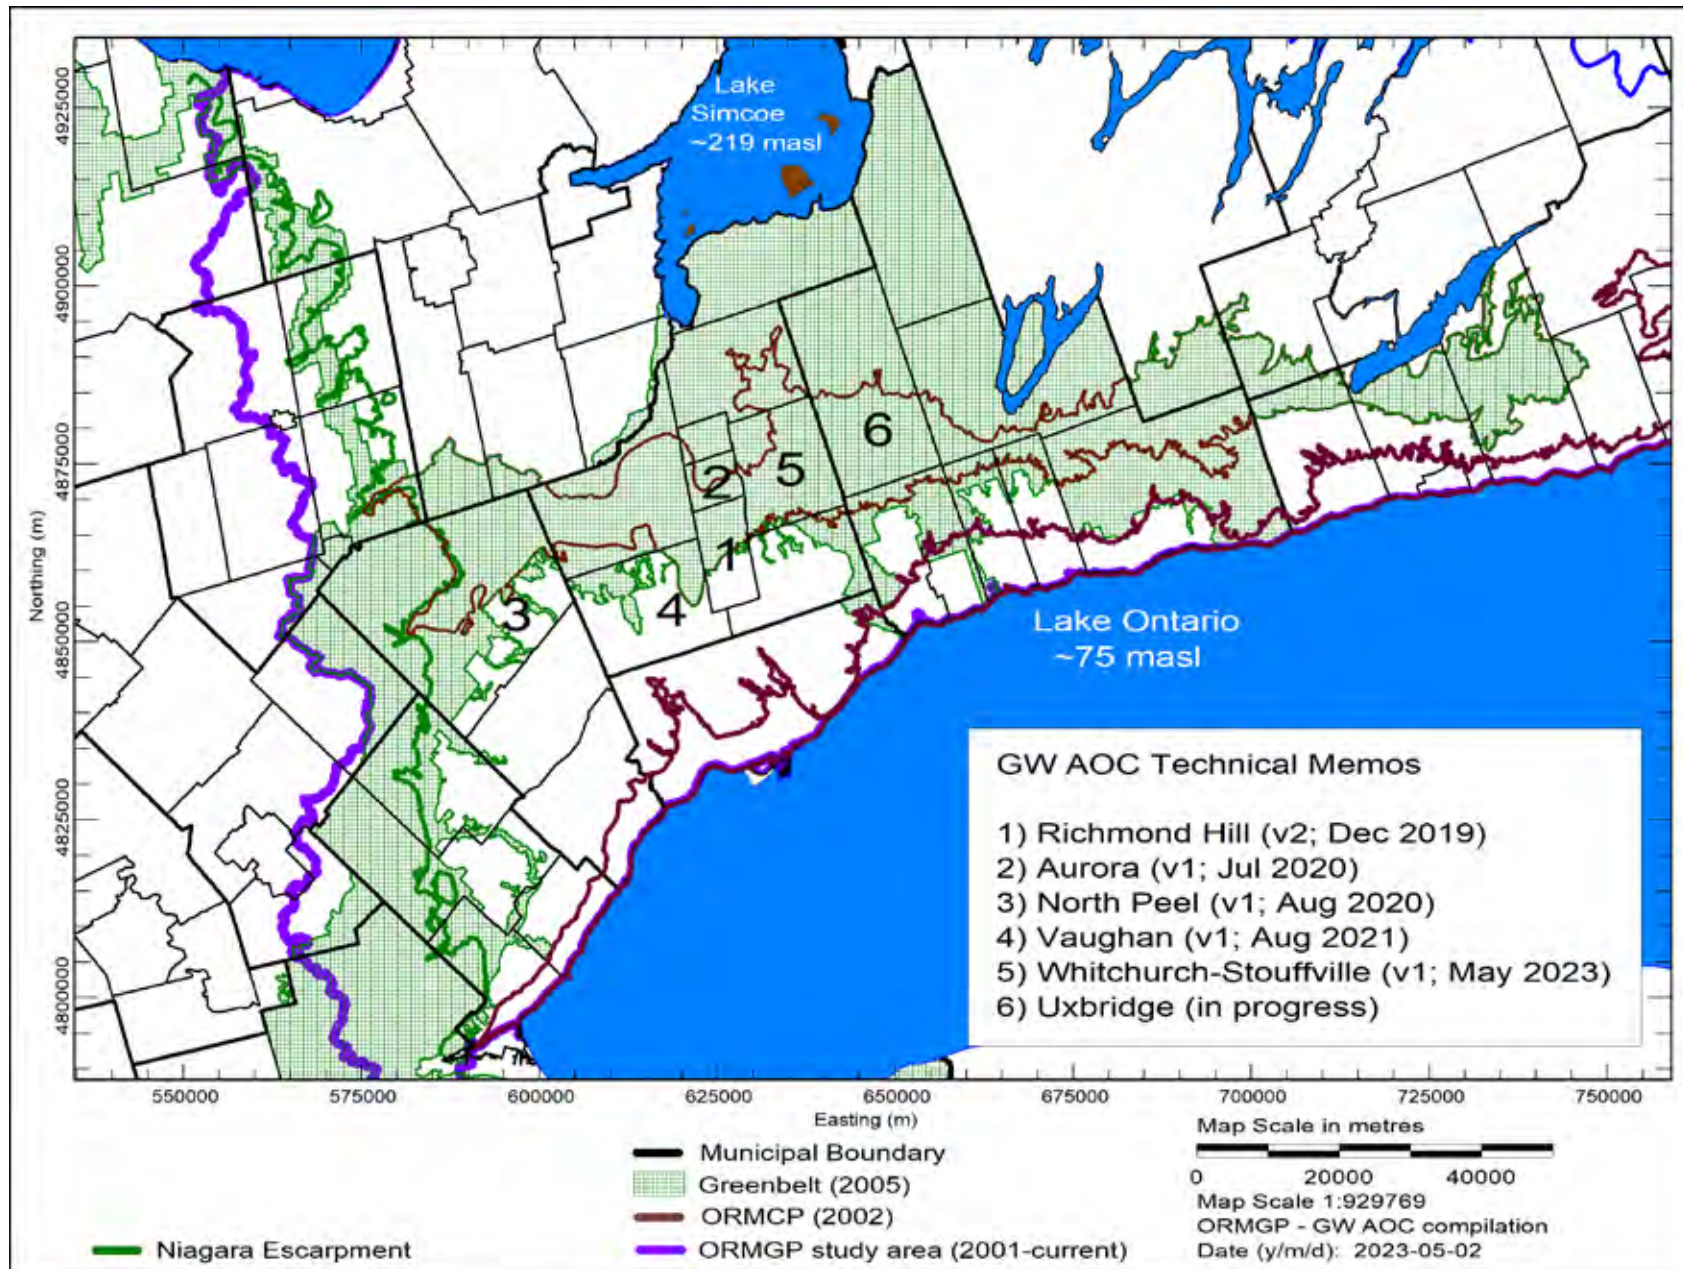 Lake
Simcoe
~219 masl
6
2
5
1
3
4
Lake Ontario
~75 masl
GW AOC Technical Memos
1) Richmond Hill (v2; Dec 2019)
2) Aurora (v1; Jul 2020)
3) North Peel (v1; Aug 2020)
4) Vaughan (v1; Aug 2021)
5) Whitchurch-Stouffville (v1; May 2023)
6) Uxbridge (in progress)
Northing (m)
4925000
4900000
4875000
4850000
4825000
4800000
550000 575000 600000 625000 650000 675000 700000 725000 750000
Easting (m)
Municipal Boundary
Greenbelt (2005)
ORMCP (2002)
Niagara Escarpment
ORMGP study area (2001-current)
Map Scale in metres
0 20000 40000
Map Scale 1:929769
ORMGP - GW AOC compilation
Date (y/m/d): 2023-05-02